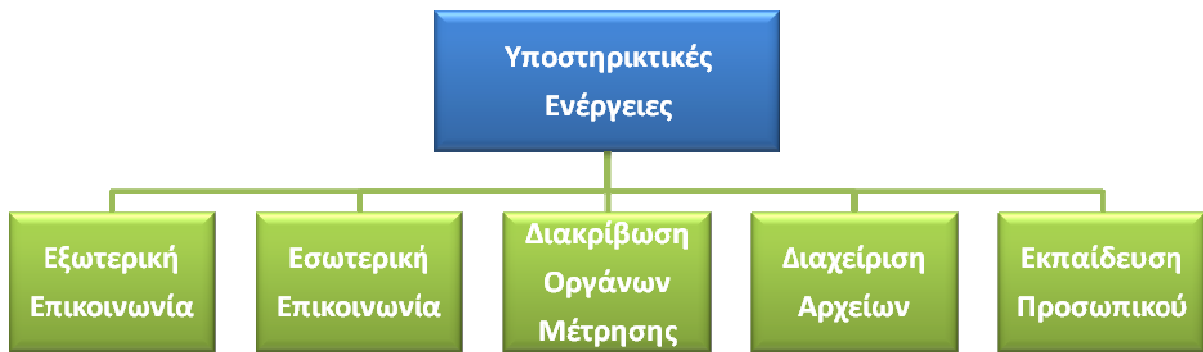 Υποστηρικτικές
Ενέργειες
Εξωτερική
Επικοινωνία
Εσωτερική
Επικοινωνία
Διακρίβωση
Οργάνων
Μέτρησης
Διαχείριση
Αρχείων
Εκπαίδευση
Προσωπικού